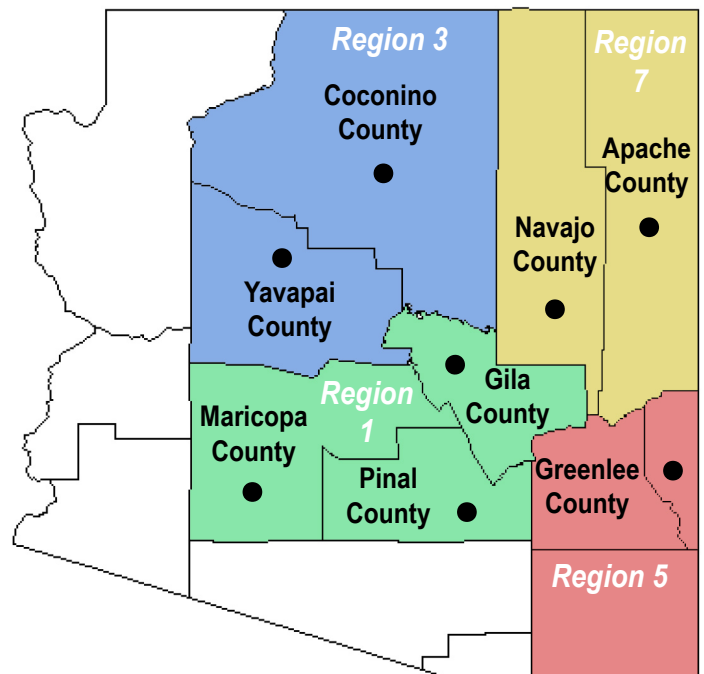 Region 3
Region
7
Coconino
County
Apache
County
Navajo
County
Yavapai
County
Gila
County
Region
1
Maricopa
County
Pinal
County
Greenlee
County
Region 5